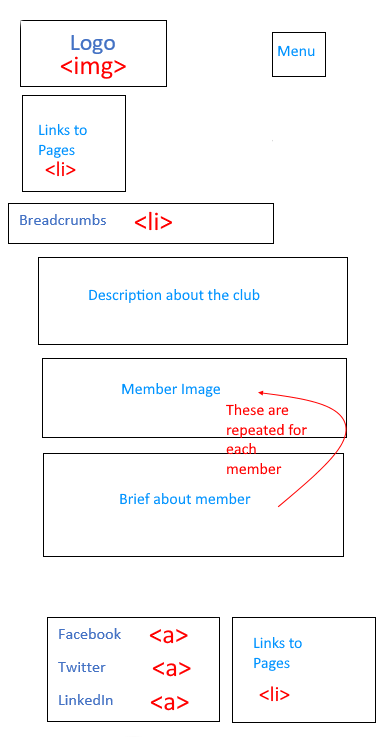 Logo
<img>
Menu
Links to
Pages
<li>
Breadcrumbs <li>
Description about the club
Member Image
These are
repeated for
each
member
Brief about member
Facebook <a>
Twitter <a>
LinkedIn <a>
Links to
Pages
<li>